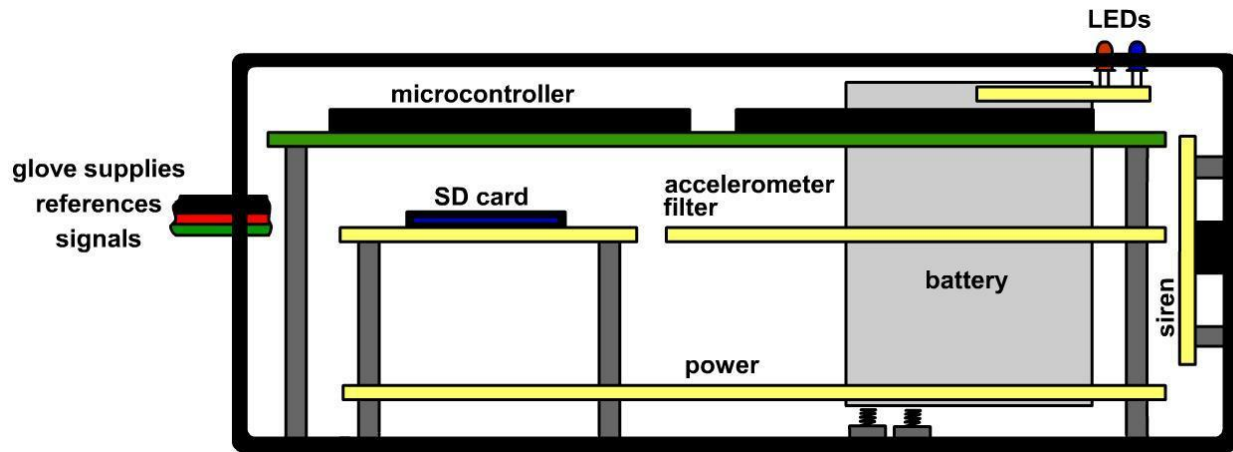 LEDs
microcontroller
glove supplies
references
signals
SD card
accelerometer
filter
battery
siren
power